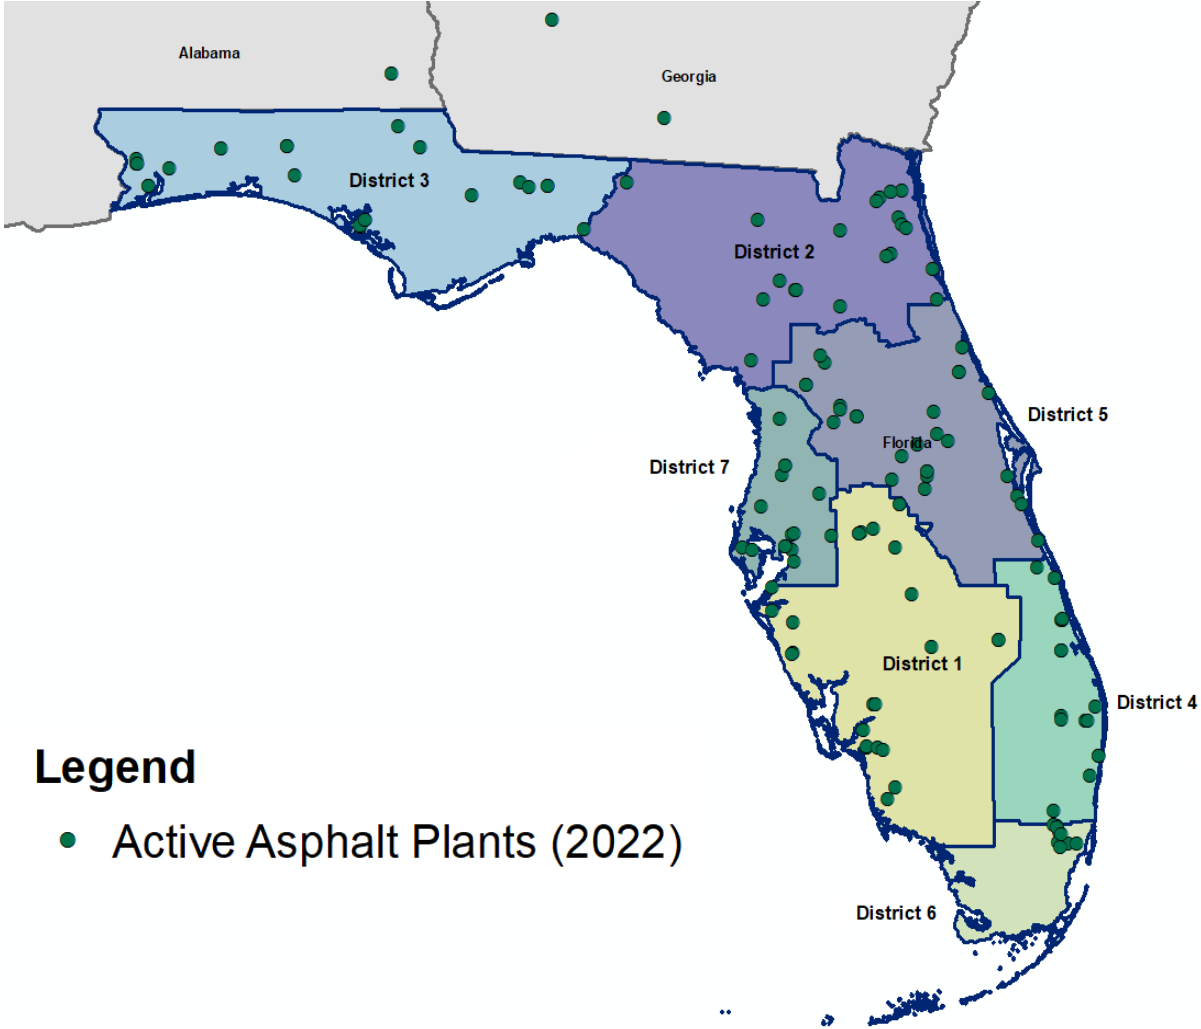 Alabama
Georgia
District 3
District 2
District 5
Florida
District 7
District 1
District 4
Legend
Active Asphalt Plants (2022)
District 6